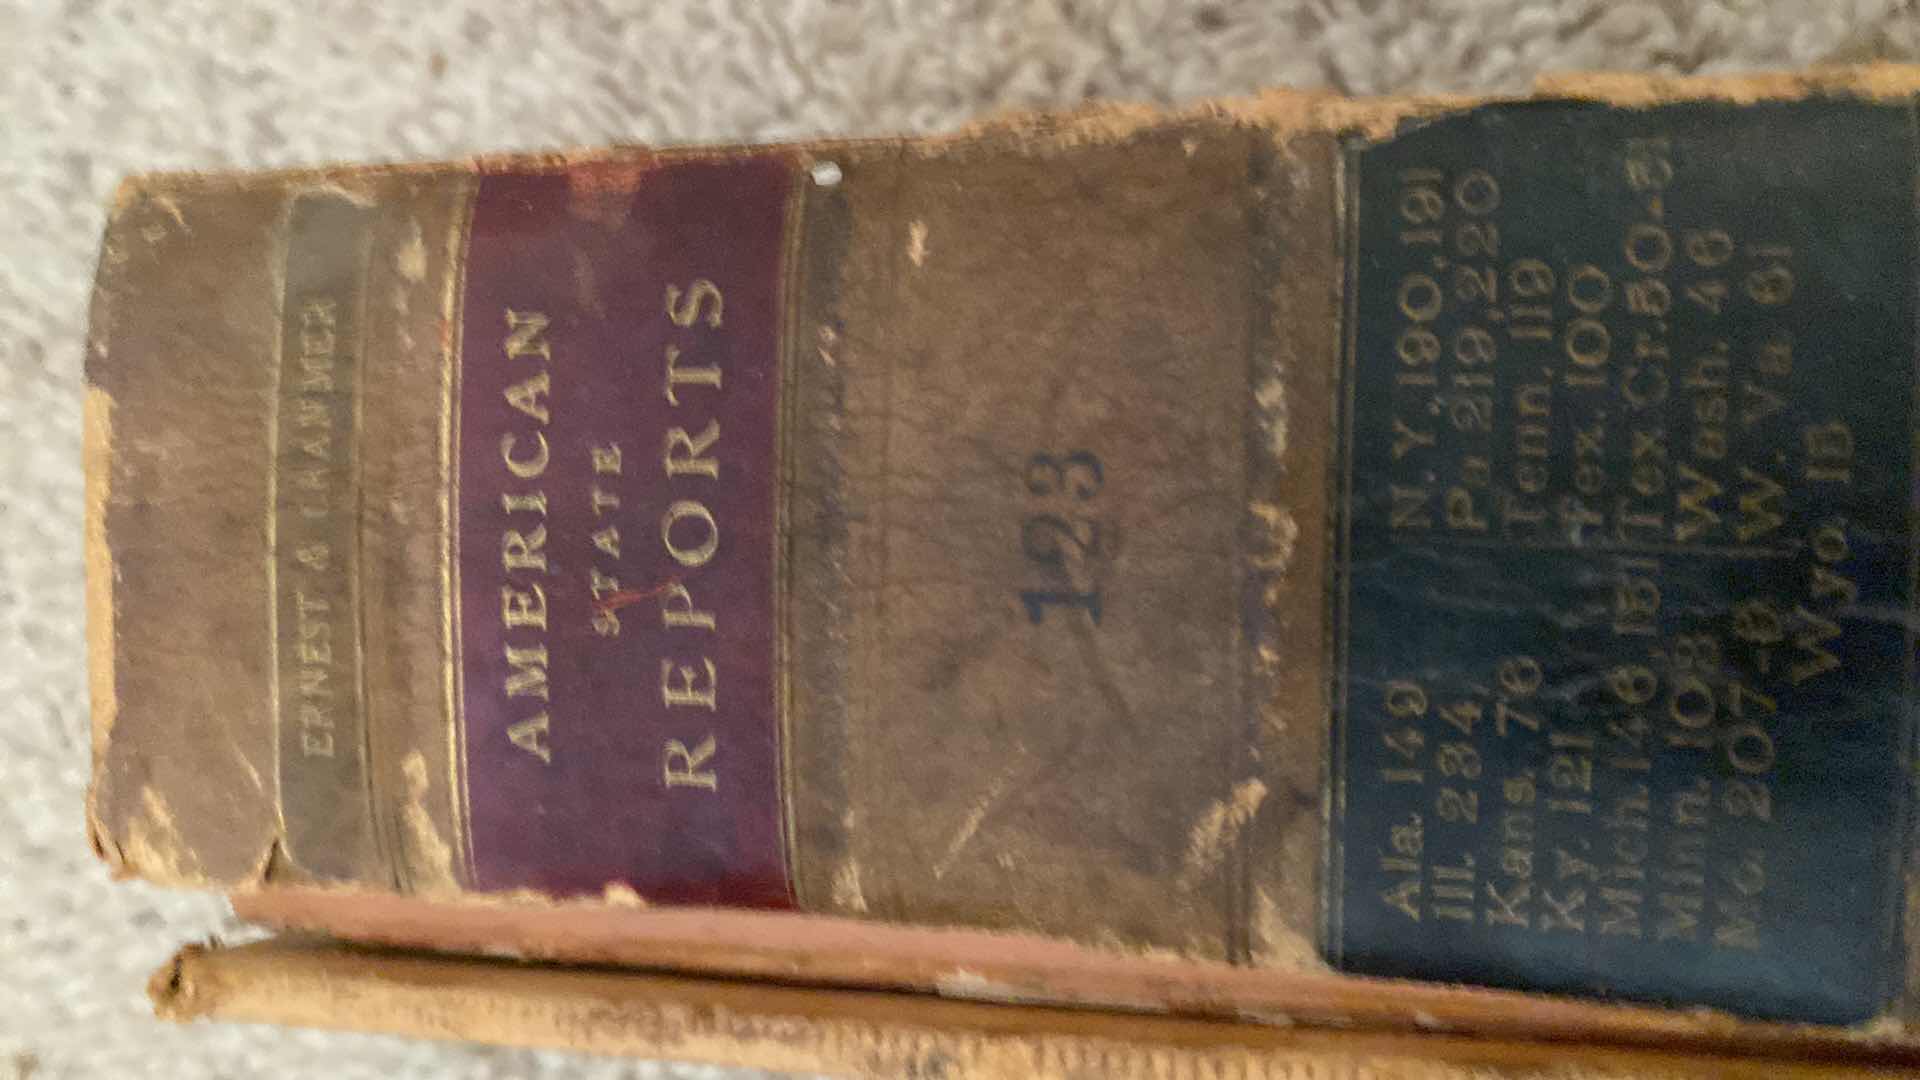 ERNEST & CRANMER
AMERICAN
STATE
REPORTS
123
Ala. 149
Ill. 234,
Kans. 76
Ky. 121
Mich. 146, 151
Minn. 103
Mo. 207-8
N.Y. 190, 191
Pa 219, 220
Tenn. 119
Tex. 100
Tex Cr. 50-51
Wash. 46
W. Va 61
Wyo. 15